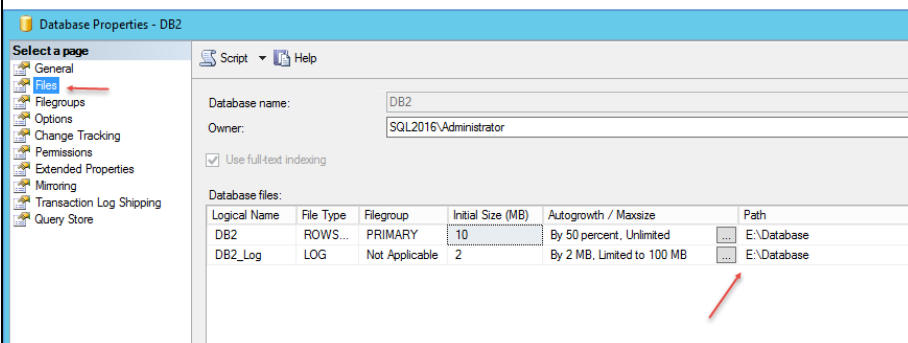 Database Properties - DB2
Select a page
General
Files
Filegroups
Options
Change Tracking
Permissions
Extended Properties
Mirroring
Transaction Log Shipping
Query Store
Script Help
Database name: DB2
Owner: SQL2016\Administrator
Use full-text indexing
Database files:
Logical Name File Type Filegroup Initial Size (MB) Autogrowth / Maxsize Path
DB2 ROWS... PRIMARY 10 By 50 percent, Unlimited ... E:\Database
DB2_Log LOG Not Applicable 2 By 2 MB, Limited to 100 MB ... E:\Database